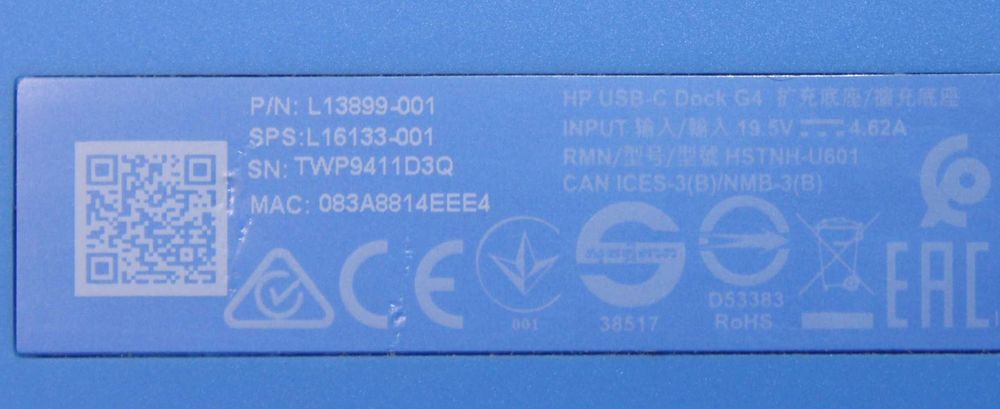 P/N: L13899-001
SPS:L16133-001
SN: TWP9411D3Q
MAC: 083A8814EEE4
HP USB-C Dock G4 扩充底座/擴充底座
INPUT 输入/輸入 19.5V 4.62A
RMN/型号/型號 HSTNH-U601
CAN ICES-3(B)/NMB-3(B)
CE
001
38517
D53383
RoHS
EAC